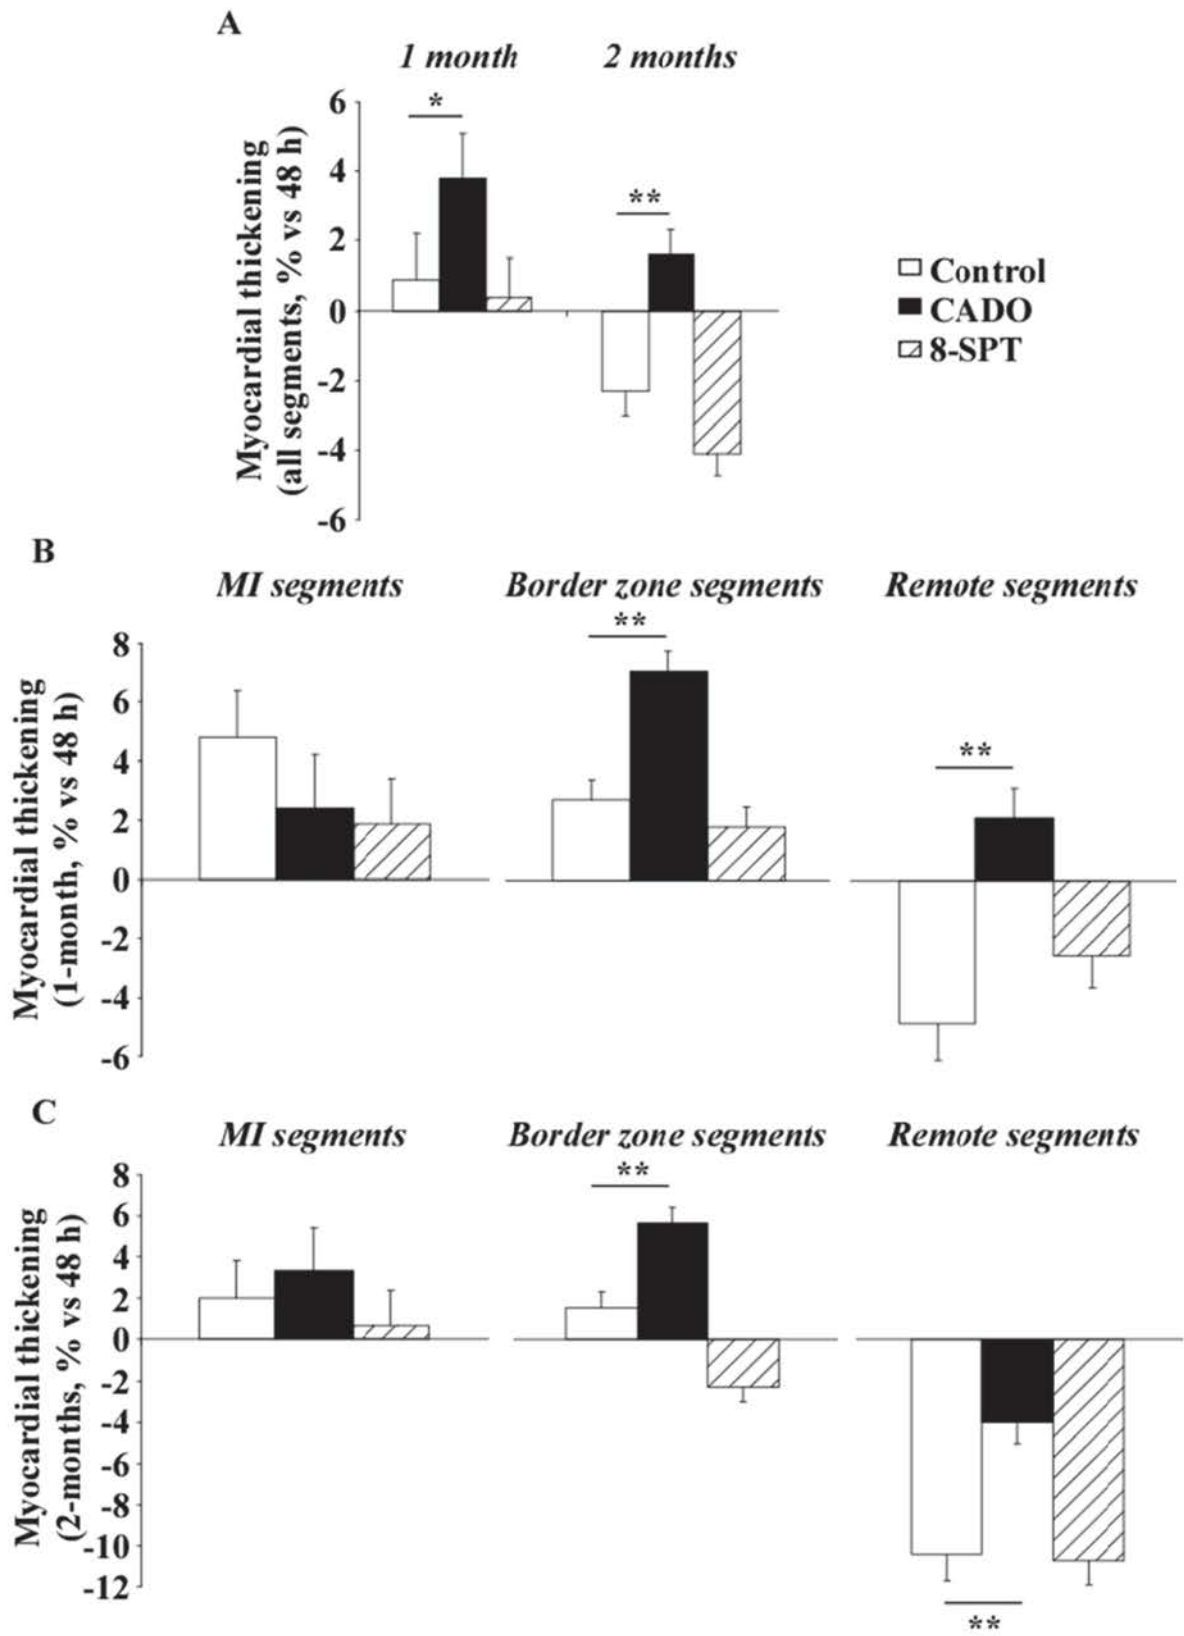 A
1 month 2 months
Myocardial thickening
(all segments, % vs 48 h)
6
4
2
0
-2
-4
-6
*
**
Control
CADO
8-SPT
B
MI segments Border zone segments Remote segments
Myocardial thickening
(1-month, % vs 48 h)
8
6
4
2
0
-2
-4
-6
**
**
C
MI segments Border zone segments Remote segments
Myocardial thickening
(2-months, % vs 48 h)
8
6
4
2
0
-2
-4
-6
-8
-10
-12
**
**